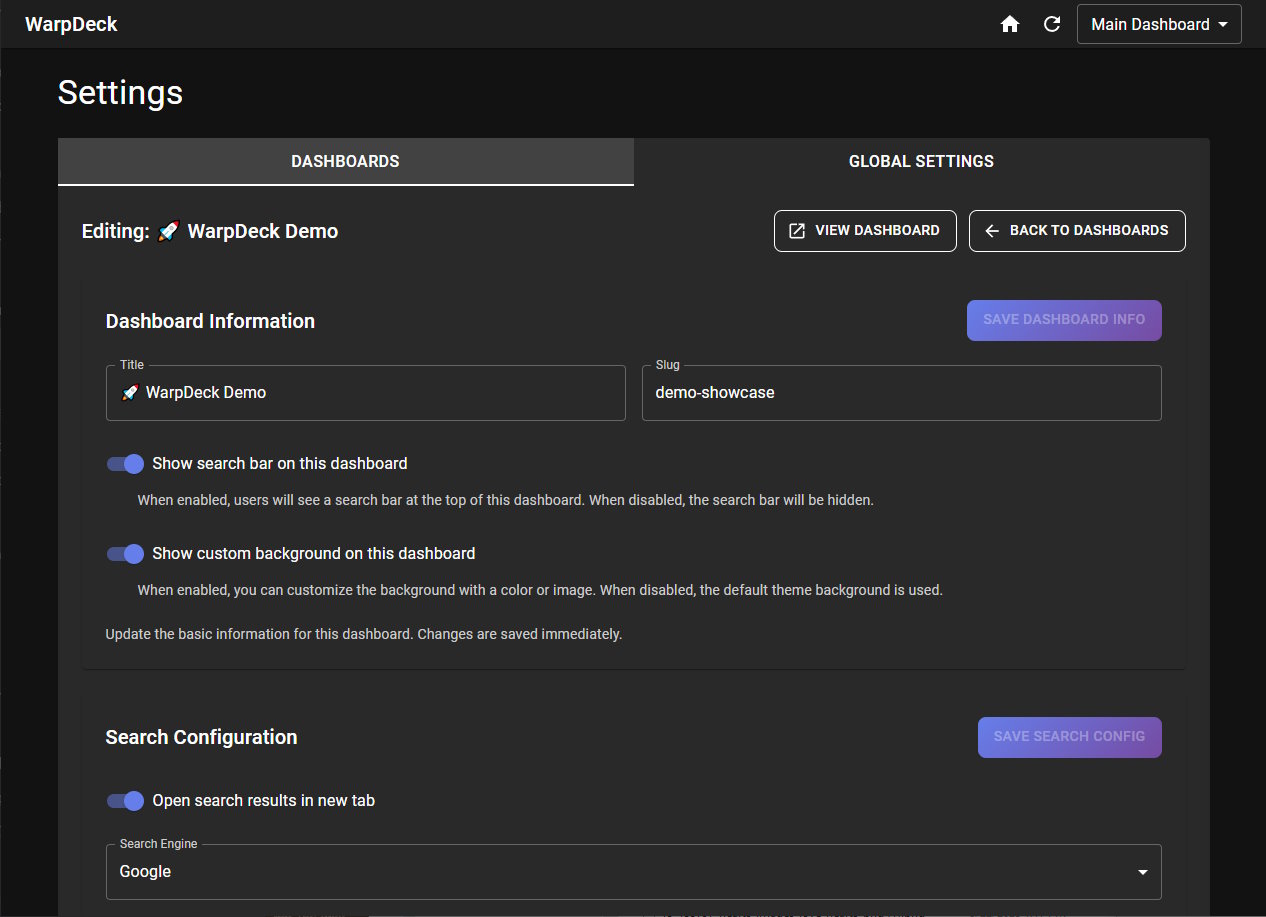 WarpDeck
Main Dashboard
Settings
DASHBOARDS
GLOBAL SETTINGS
Editing: 🚀 WarpDeck Demo
VIEW DASHBOARD
BACK TO DASHBOARDS
Dashboard Information
SAVE DASHBOARD INFO
Title
🚀 WarpDeck Demo
Slug
demo-showcase
Show search bar on this dashboard
When enabled, users will see a search bar at the top of this dashboard. When disabled, the search bar will be hidden.
Show custom background on this dashboard
When enabled, you can customize the background with a color or image. When disabled, the default theme background is used.
Update the basic information for this dashboard. Changes are saved immediately.
Search Configuration
SAVE SEARCH CONFIG
Open search results in new tab
Search Engine
Google